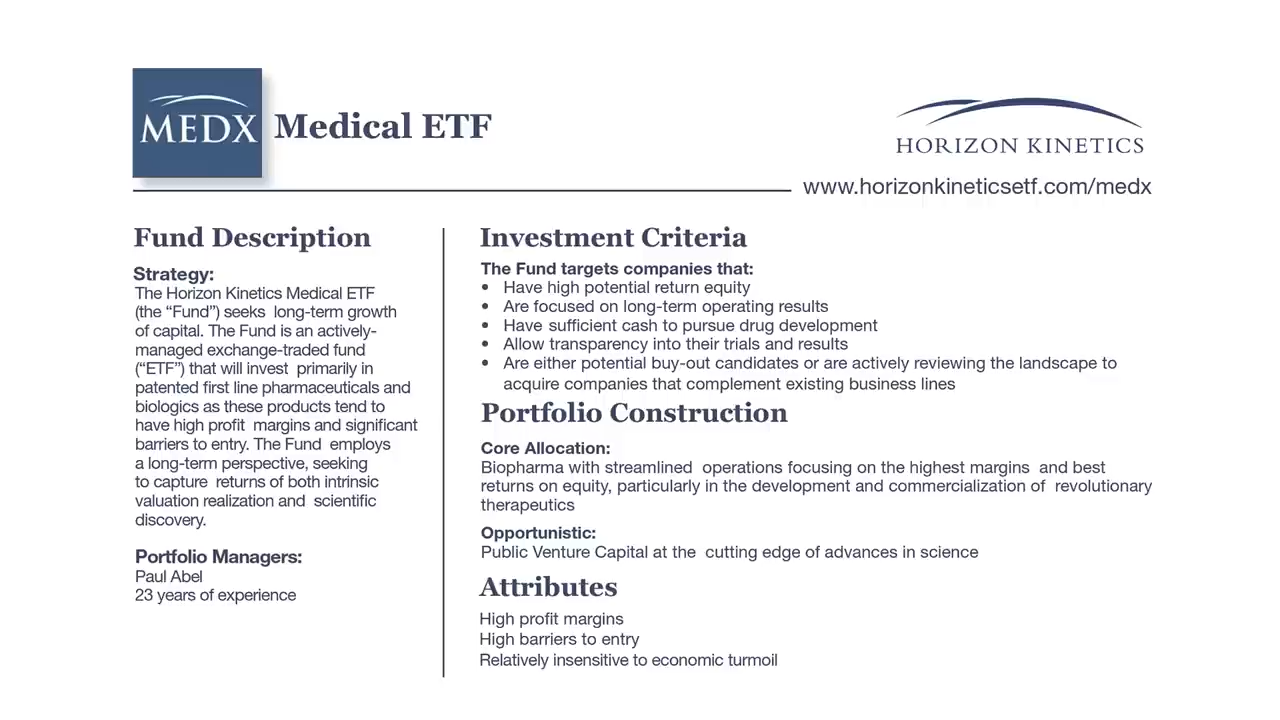 MEDX
Medical ETF
HORIZON KINETICS
www.horizonkineticsetf.com/medx
Fund Description
Strategy:
The Horizon Kinetics Medical ETF
(the “Fund”) seeks long-term growth
of capital. The Fund is an actively-
managed exchange-traded fund
(“ETF”) that will invest primarily in
patented first line pharmaceuticals and
biologics as these products tend to
have high profit margins and significant
barriers to entry. The Fund employs
a long-term perspective, seeking
to capture returns of both intrinsic
valuation realization and scientific
discovery.
Portfolio Managers:
Paul Abel
23 years of experience
Investment Criteria
The Fund targets companies that:
• Have high potential return equity
• Are focused on long-term operating results
• Have sufficient cash to pursue drug development
• Allow transparency into their trials and results
• Are either potential buy-out candidates or are actively reviewing the landscape to
acquire companies that complement existing business lines
Portfolio Construction
Core Allocation:
Biopharma with streamlined operations focusing on the highest margins and best
returns on equity, particularly in the development and commercialization of revolutionary
therapeutics
Opportunistic:
Public Venture Capital at the cutting edge of advances in science
Attributes
High profit margins
High barriers to entry
Relatively insensitive to economic turmoil